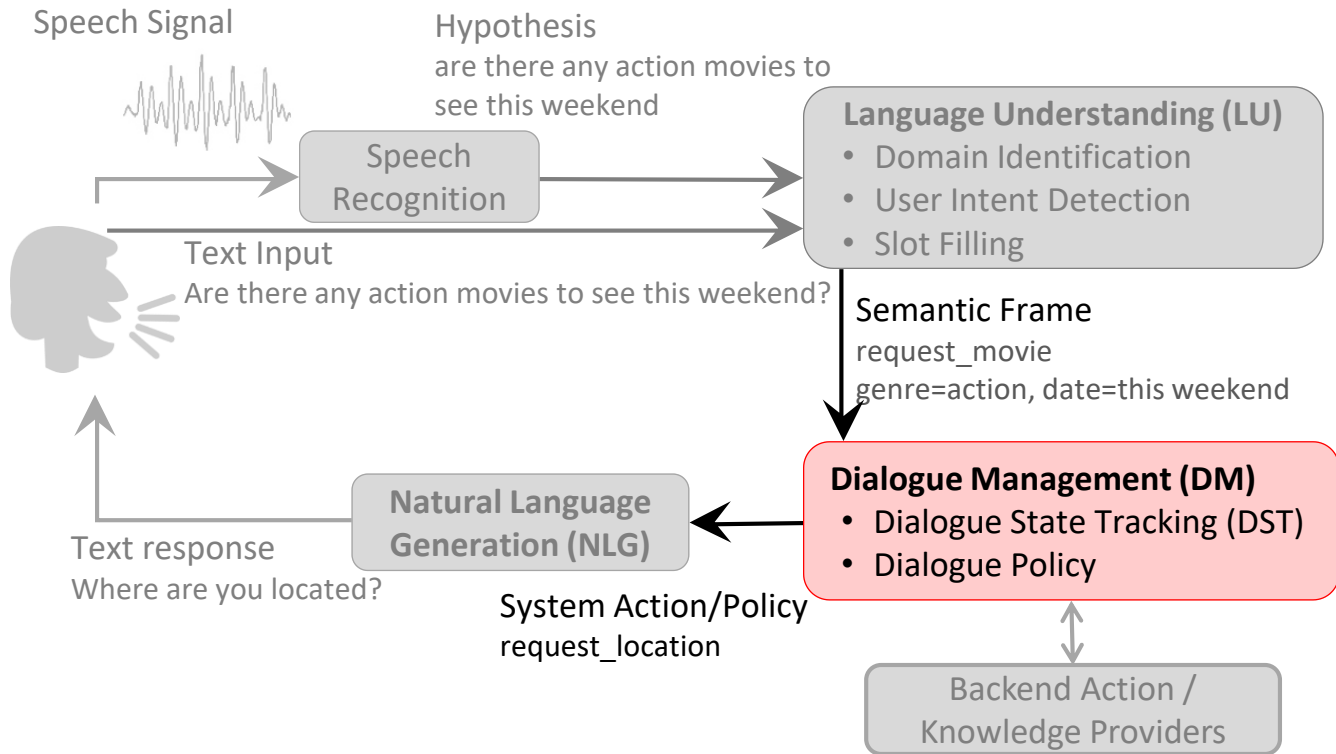 Speech Signal
Hypothesis
are there any action movies to
see this weekend
Speech
Recognition
Language Understanding (LU)
• Domain Identification
• User Intent Detection
• Slot Filling
Text Input
Are there any action movies to see this weekend?
Semantic Frame
request_movie
genre=action, date=this weekend
Dialogue Management (DM)
• Dialogue State Tracking (DST)
• Dialogue Policy
Natural Language
Generation (NLG)
Text response
Where are you located?
System Action/Policy
request_location
Backend Action /
Knowledge Providers